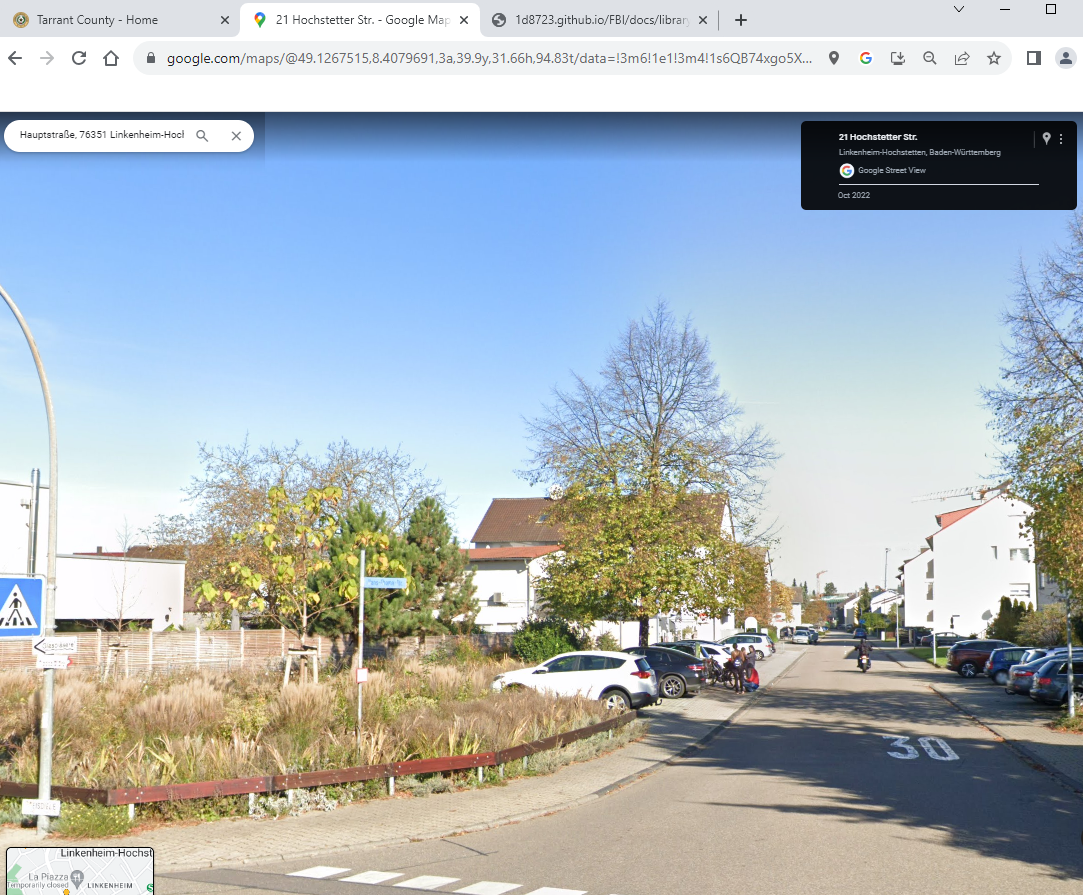 Tarrant County - Home
21 Hochstetter Str. - Google Map
1d8723.github.io/FBI/docs/library
google.com/maps/@49.1267515,8.4079691,3a,39.9y,31.66h,94.83t/data=!3m6!1e1!3m4!1s6QB74xgo5X...
Hauptstraße, 76351 Linkenheim-Hoch
21 Hochstetter Str.
Linkenheim-Hochstetten, Baden-Württemberg
Google Street View
Oct 2022
30
Linkenheim-Hochst
La Piazza
Temporarily closed
LINKENHEIM